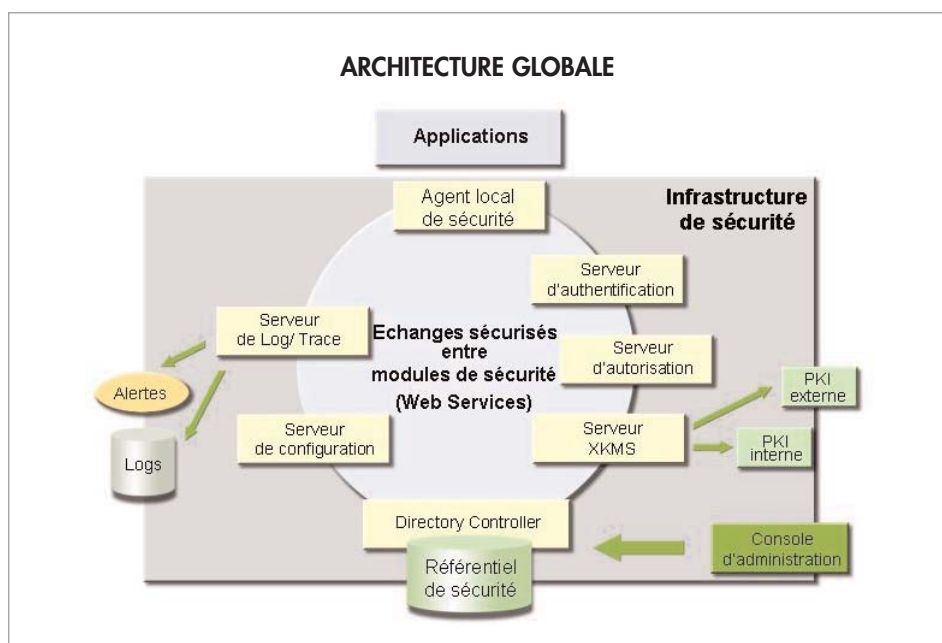 ARCHITECTURE GLOBALE
Applications
Agent local
de sécurité
Infrastructure
de sécurité
Serveur
d'authentification
Serveur
de Log/ Trace
Echanges sécurisés
entre
modules de sécurité
(Web Services)
Serveur
d'autorisation
Alertes
PKI
externe
Serveur
de configuration
Serveur
XKMS
PKI
interne
Logs
Directory Controller
Console
d'administration
Référentiel
de sécurité